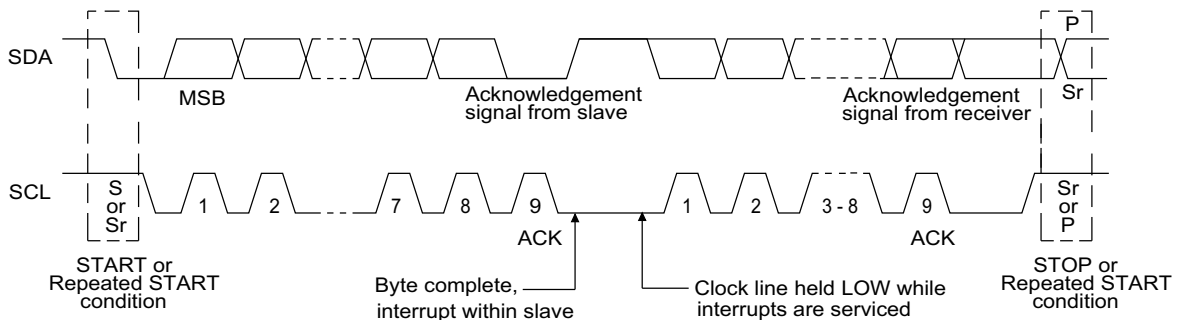 P
SDA
MSB
Acknowledgement
signal from slave
Acknowledgement
signal from receiver
Sr
SCL
S
or
Sr
1
2
7
8
9
1
2
3 - 8
9
Sr
or
P
ACK
ACK
START or
Repeated START
condition
Byte complete,
interrupt within slave
Clock line held LOW while
interrupts are serviced
STOP or
Repeated START
condition